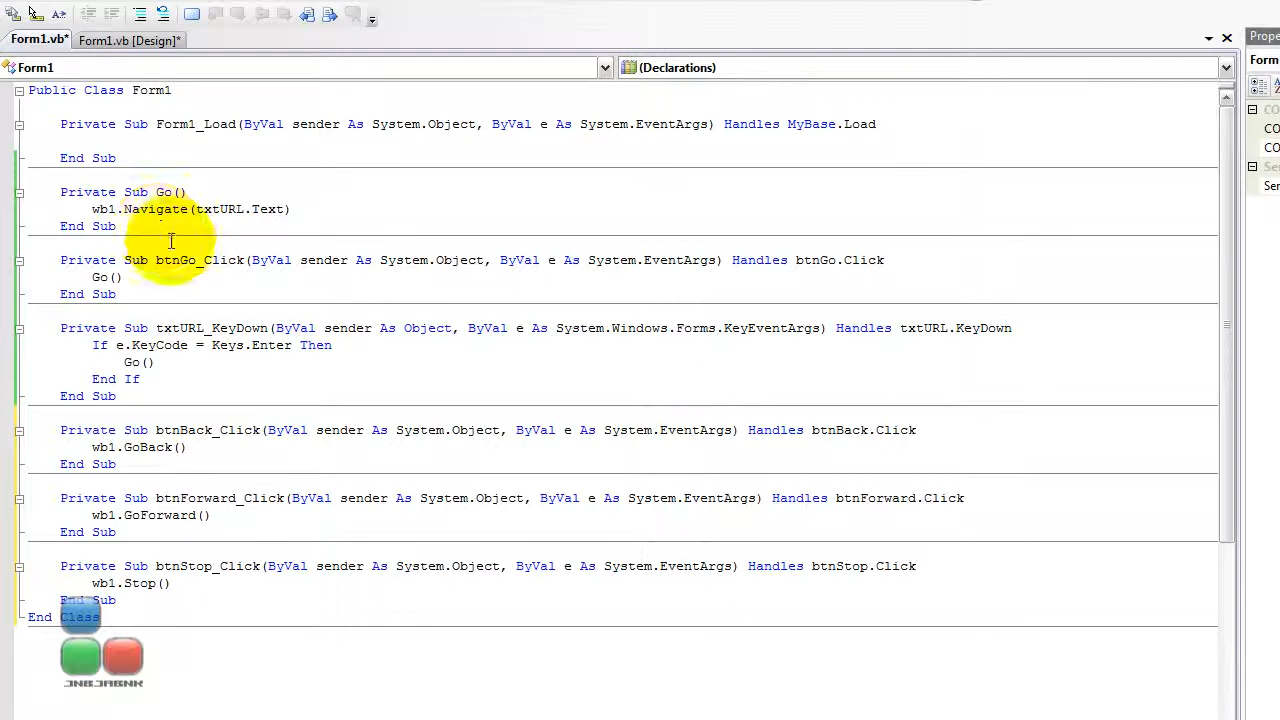 Form1.vb*
Form1.vb [Design]*
Prope
Form1
(Declarations)
Form
Public Class Form1
Private Sub Form1_Load(ByVal sender As System.Object, ByVal e As System.EventArgs) Handles MyBase.Load
CO
CO
End Sub
Se
Ser
Private Sub Go()
wb1.Navigate(txtURL.Text)
End Sub
Private Sub btnGo_Click(ByVal sender As System.Object, ByVal e As System.EventArgs) Handles btnGo.Click
Go()
End Sub
Private Sub txtURL_KeyDown(ByVal sender As Object, ByVal e As System.Windows.Forms.KeyEventArgs) Handles txtURL.KeyDown
If e.KeyCode = Keys.Enter Then
Go()
End If
End Sub
Private Sub btnBack_Click(ByVal sender As System.Object, ByVal e As System.EventArgs) Handles btnBack.Click
wb1.GoBack()
End Sub
Private Sub btnForward_Click(ByVal sender As System.Object, ByVal e As System.EventArgs) Handles btnForward.Click
wb1.GoForward()
End Sub
Private Sub btnStop_Click(ByVal sender As System.Object, ByVal e As System.EventArgs) Handles btnStop.Click
wb1.Stop()
End Sub
End Class